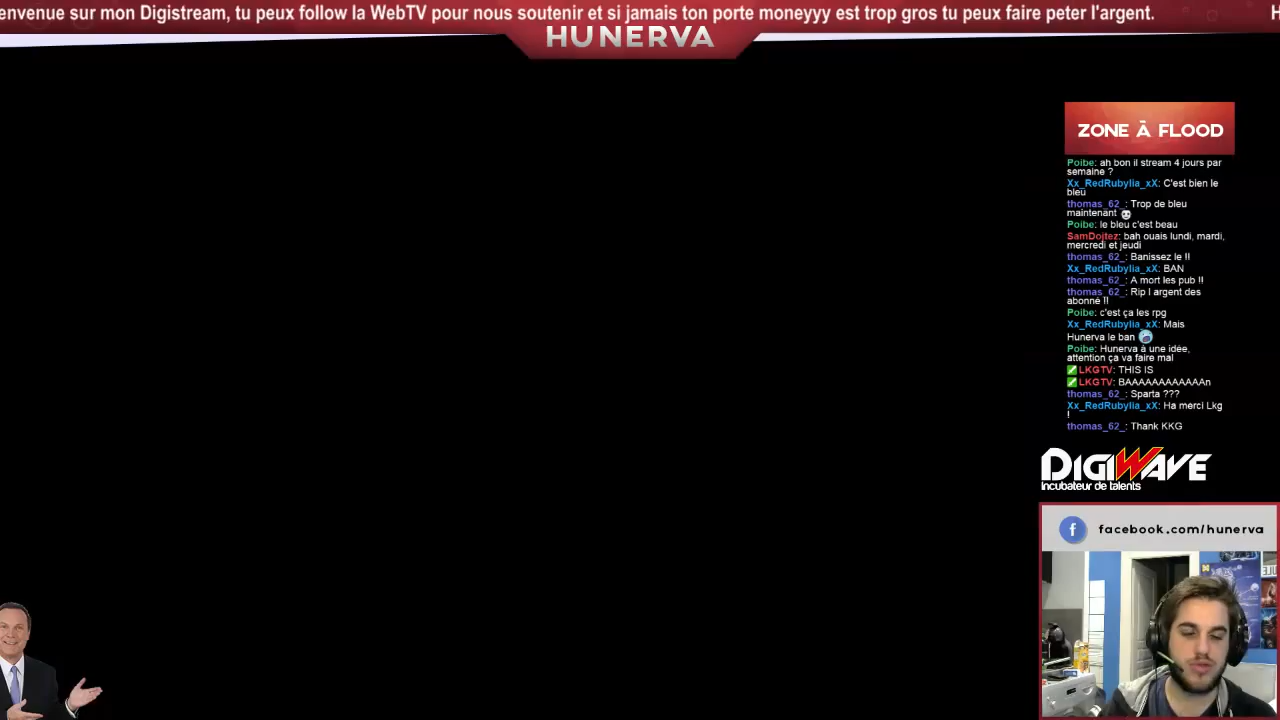 envenue sur mon Digistream, tu peux follow la WebTV pour nous soutenir et si jamais ton porte moneyyy est trop gros tu peux faire peter l'argent. H
HUNERVA
ZONE À FLOOD
Poibe: ah bon il stream 4 jours par
semaine ?
Xx_RedRubylia_xX: C'est bien le
bleu
thomas_62_: Trop de bleu
maintenant
Poibe: le bleu c'est beau
SamDoitez: bah ouais lundi, mardi,
mercredi et jeudi
thomas_62_: Banissez le !!
Xx_RedRubylia_xX: BAN
thomas_62_: A mort les pub !!
thomas_62_: Rip l argent des
abonné !!
Poibe: c'est ça les rpg
Xx_RedRubylia_xX: Mais
Hunerva le ban
Poibe: Hunerva à une idée,
attention ça va faire mal
LKGTV: THIS IS
LKGTV: BAAAAAAAAAAAAn
thomas_62_: Sparta ???
Xx_RedRubylia_xX: Ha merci Lkg
!
thomas_62_: Thank KKG
DIGIWAVE
incubateur de talents
facebook.com/hunerva